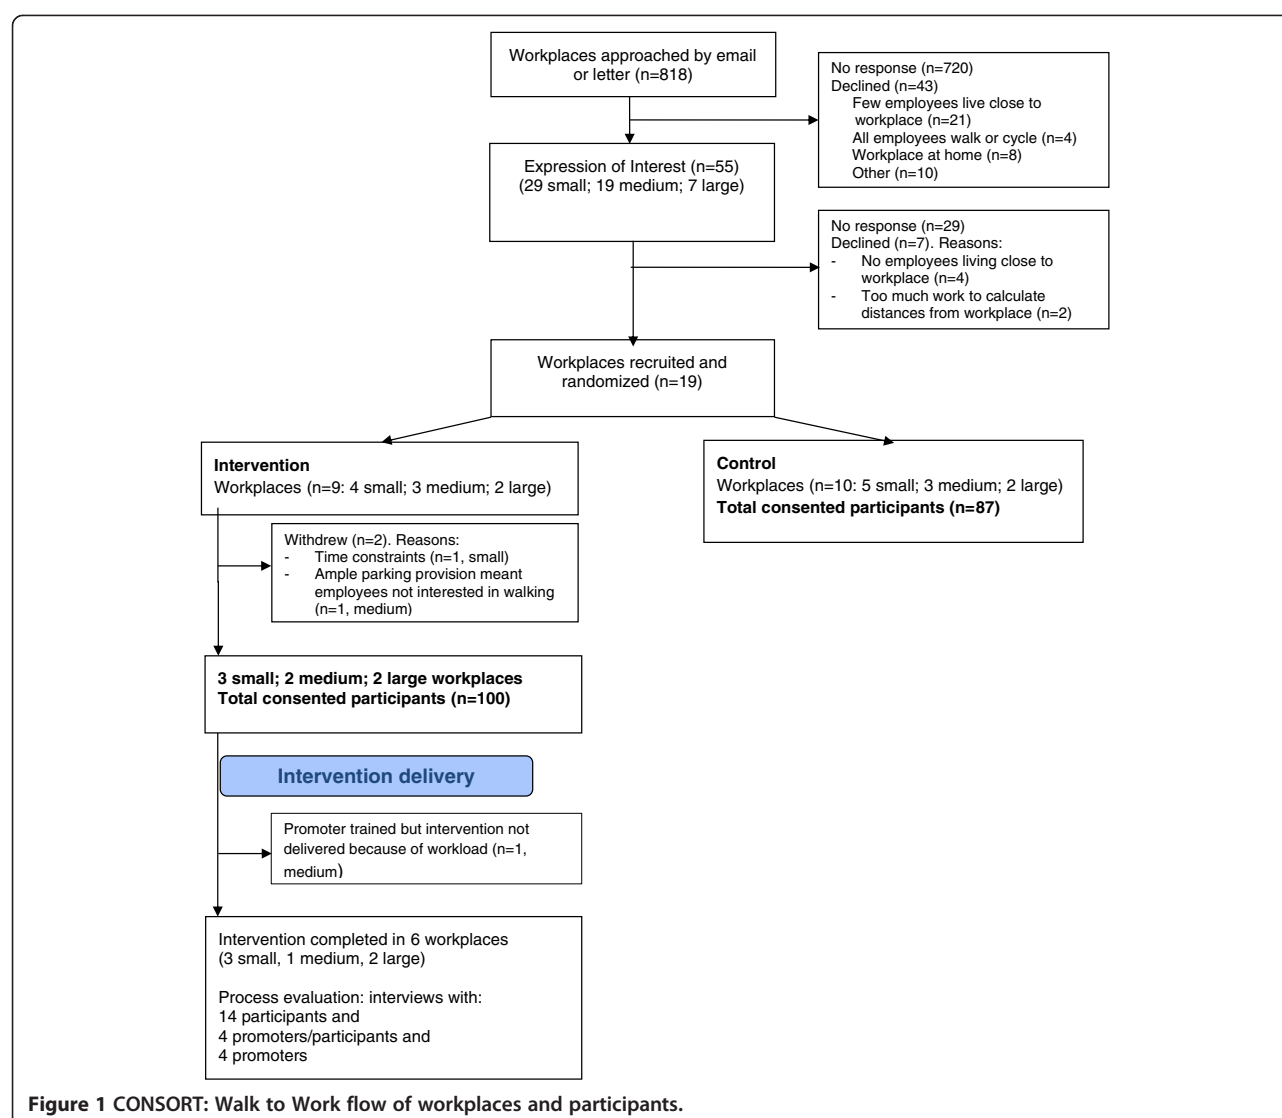 Workplaces approached by email
or letter (n=818)
No response (n=720)
Declined (n=43)
Few employees live close to
workplace (n=21)
All employees walk or cycle (n=4)
Workplace at home (n=8)
Other (n=10)
Expression of Interest (n=55)
(29 small; 19 medium; 7 large)
No response (n=29)
Declined (n=7). Reasons:
- No employees living close to
workplace (n=4)
- Too much work to calculate
distances from workplace (n=2)
Workplaces recruited and
randomized (n=19)
Intervention
Workplaces (n=9: 4 small; 3 medium; 2 large)
Control
Workplaces (n=10: 5 small; 3 medium; 2 large)
Total consented participants (n=87)
Withdrew (n=2). Reasons:
- Time constraints (n=1, small)
- Ample parking provision meant
employees not interested in walking
(n=1, medium)
3 small; 2 medium; 2 large workplaces
Total consented participants (n=100)
Intervention delivery
Promoter trained but intervention not
delivered because of workload (n=1,
medium)
Intervention completed in 6 workplaces
(3 small, 1 medium, 2 large)
Process evaluation: interviews with:
14 participants and
4 promoters/participants and
4 promoters
Figure 1 CONSORT: Walk to Work flow of workplaces and participants.